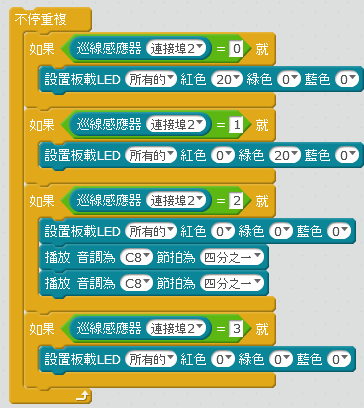 不停重複
如果 巡線感應器 連接埠2 = 0 就
設置板載LED 所有的 紅色 20 綠色 0 藍色 0
如果 巡線感應器 連接埠2 = 1 就
設置板載LED 所有的 紅色 0 綠色 20 藍色 0
如果 巡線感應器 連接埠2 = 2 就
設置板載LED 所有的 紅色 0 綠色 0 藍色 0
播放 音調為 C8 節拍為 四分之一
播放 音調為 C8 節拍為 四分之一
如果 巡線感應器 連接埠2 = 3 就
設置板載LED 所有的 紅色 0 綠色 0 藍色 0